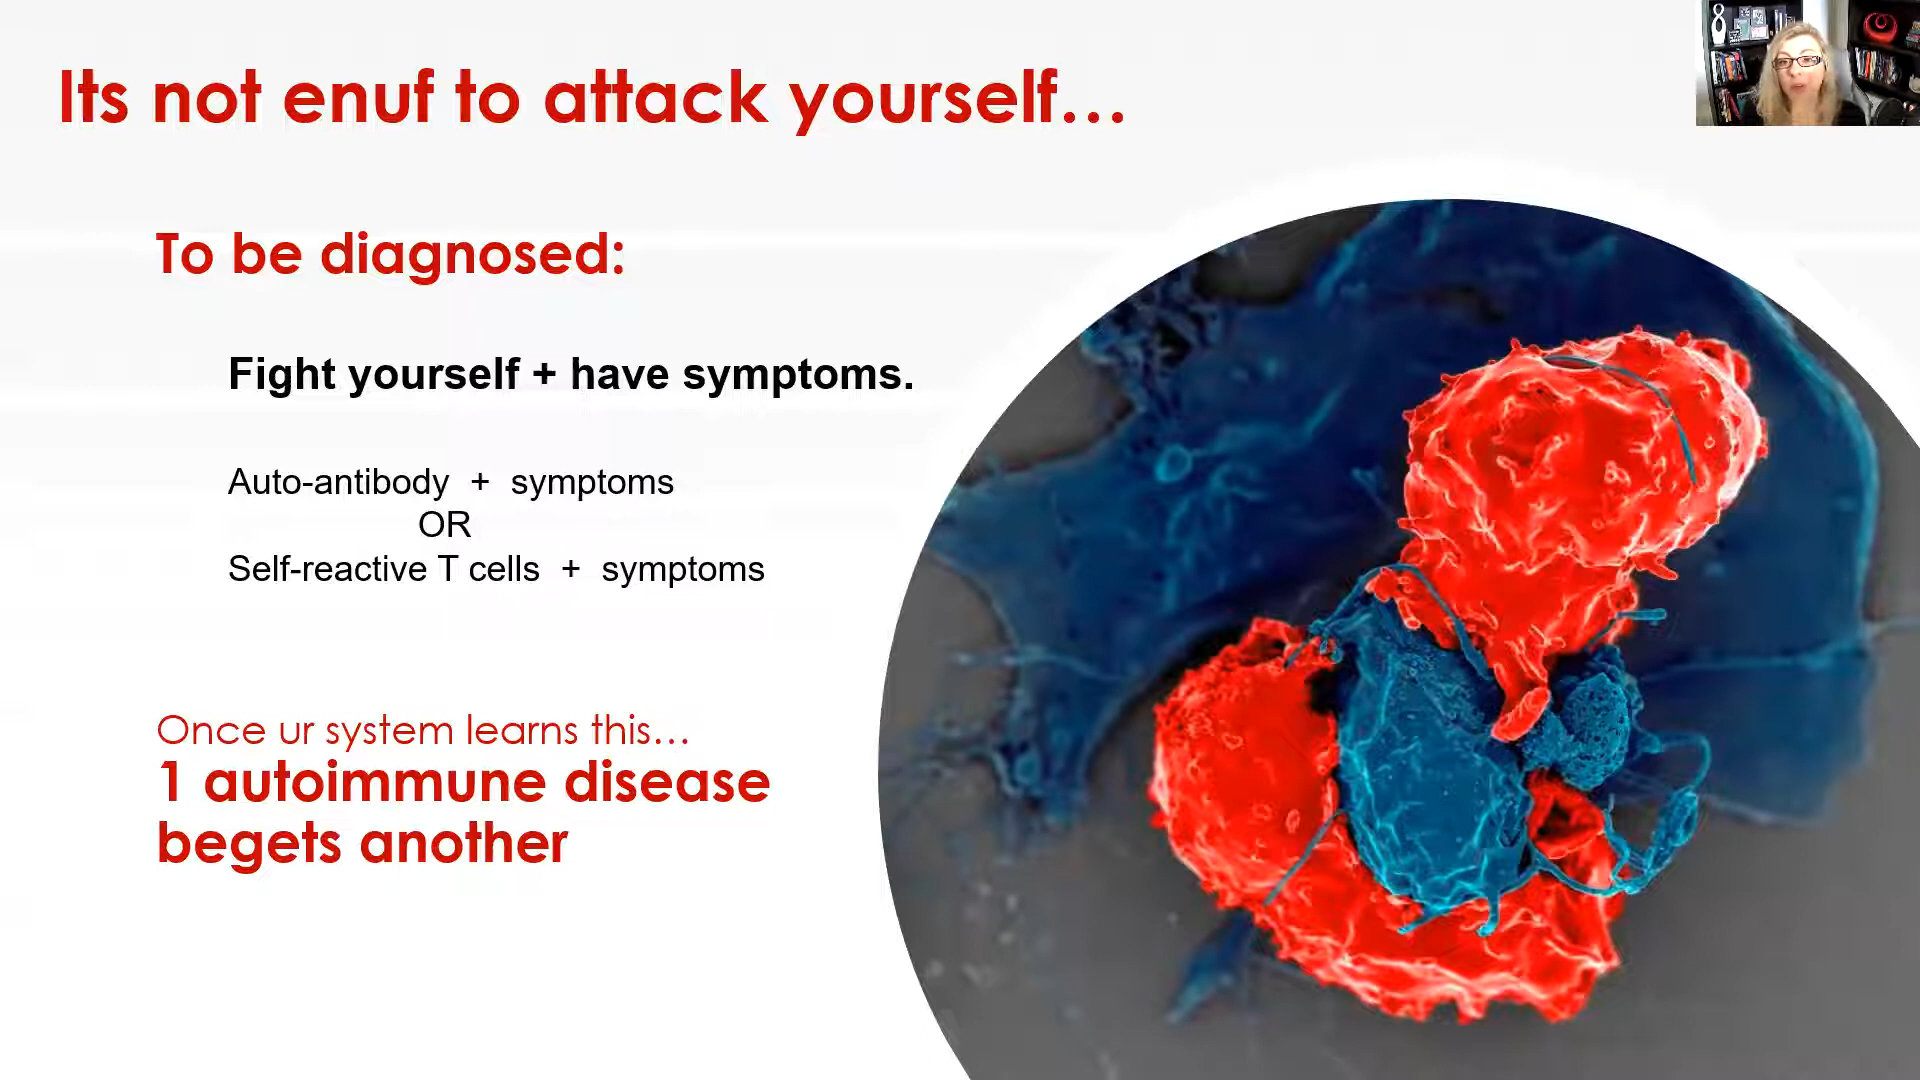 Its not enuf to attack yourself...
To be diagnosed:
Fight yourself + have symptoms.
Auto-antibody + symptoms
OR
Self-reactive T cells + symptoms
Once ur system learns this...
1 autoimmune disease
begets another